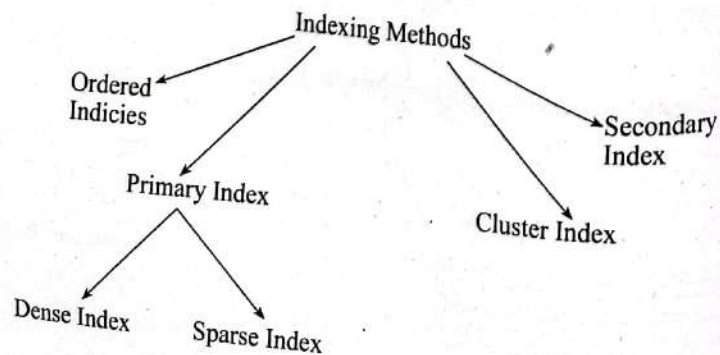 Indexing Methods
Ordered
Indicies
Secondary
Index
Primary Index
Cluster Index
Dense Index
Sparse Index